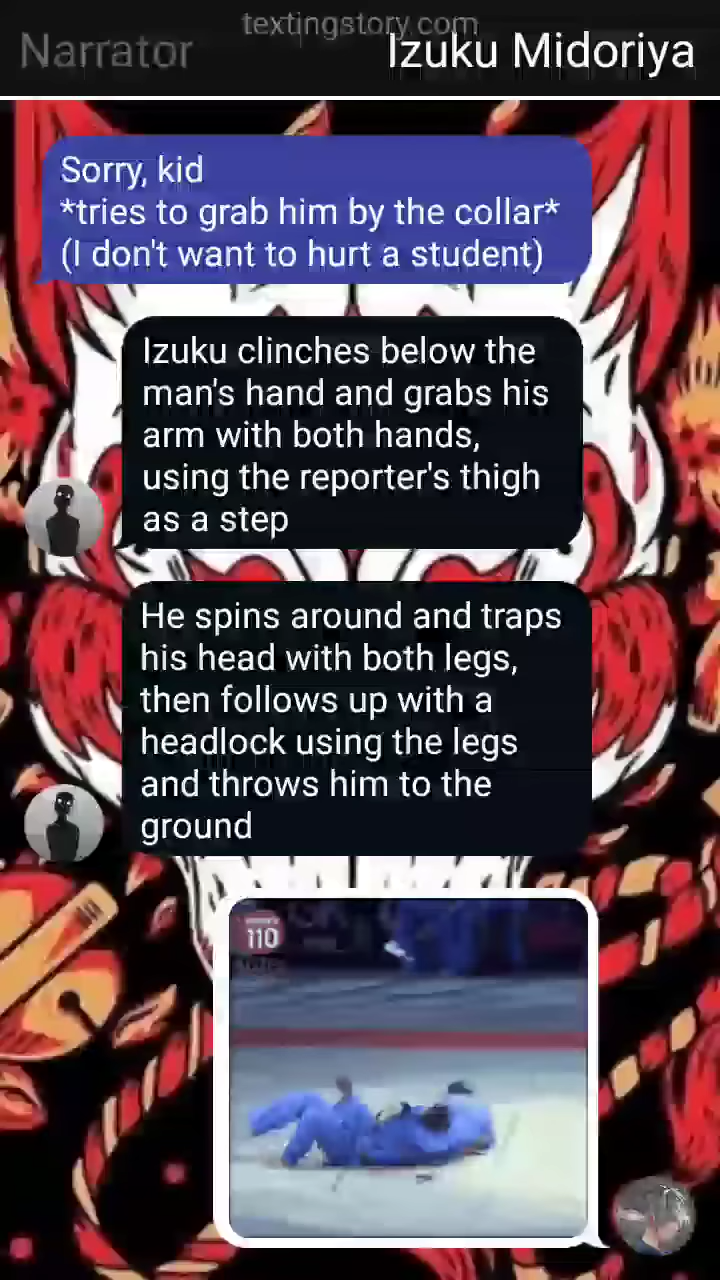 textingstory.com
Narrator
Izuku Midoriya
Sorry, kid
*tries to grab him by the collar*
(I don't want to hurt a student)
Izuku clinches below the
man's hand and grabs his
arm with both hands,
using the reporter's thigh
as a step
He spins around and traps
his head with both legs,
then follows up with a
headlock using the legs
and throws him to the
ground
110